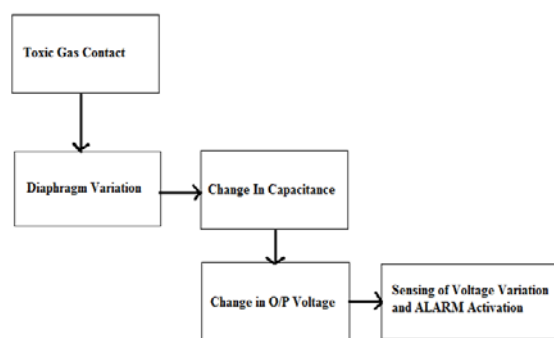 Toxic Gas Contact
Diaphragm Variation
Change In Capacitance
Change in O/P Voltage
Sensing of Voltage Variation
and ALARM Activation